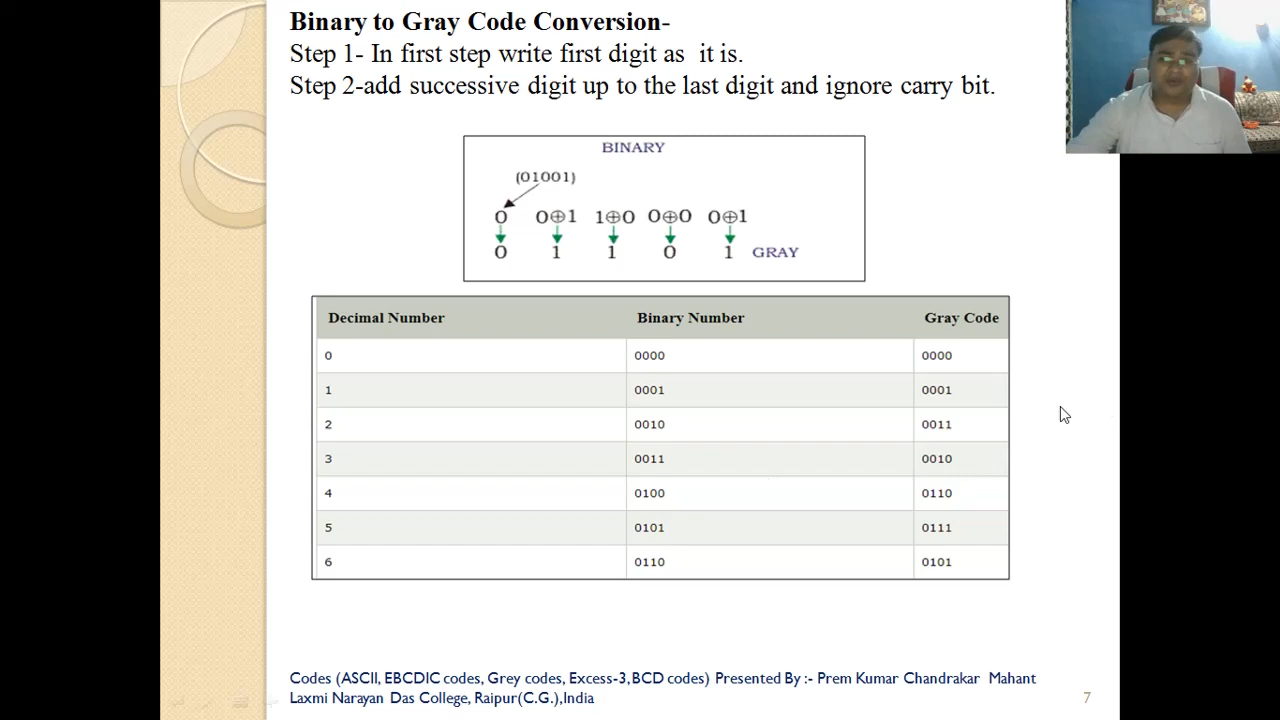 Binary to Gray Code Conversion-
Step 1- In first step write first digit as it is.
Step 2-add successive digit up to the last digit and ignore carry bit.
BINARY
(01001)
0 0⊕1 1⊕0 0⊕0 0⊕1
0 1 1 0 1 GRAY
Decimal Number Binary Number Gray Code
0 0000 0000
1 0001 0001
2 0010 0011
3 0011 0010
4 0100 0110
5 0101 0111
6 0110 0101
Codes (ASCII, EBCDIC codes, Grey codes, Excess-3, BCD codes) Presented By :- Prem Kumar Chandrakar Mahant
Laxmi Narayan Das College, Raipur(C.G.),India
7